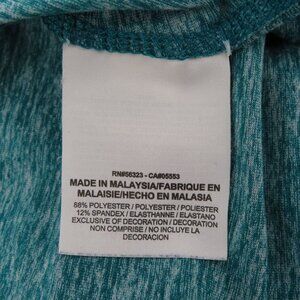 RN#56323 - CA#05553
MADE IN MALAYSIA/FABRIQUE EN
MALAISIE/HECHO EN MALASIA
88% POLYESTER / POLYESTER / POLIESTER
12% SPANDEX / ELASTHANNE / ELASTANO
EXCLUSIVE OF DECORATION / DECORATION
NON COMPRISE / NO INCLUYE LA
DECORACION